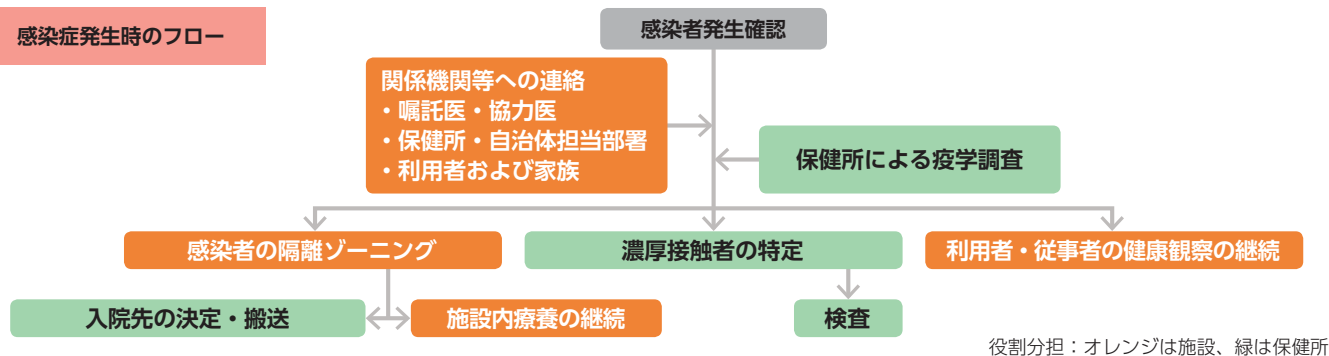 感染症発生時のフロー
感染者発生確認
関係機関等への連絡
・嘱託医・協力医
・保健所・自治体担当部署
・利用者および家族
保健所による疫学調査
感染者の隔離ゾーニング
濃厚接触者の特定
利用者・従事者の健康観察の継続
入院先の決定・搬送
施設内療養の継続
検査
役割分担：オレンジは施設、緑は保健所